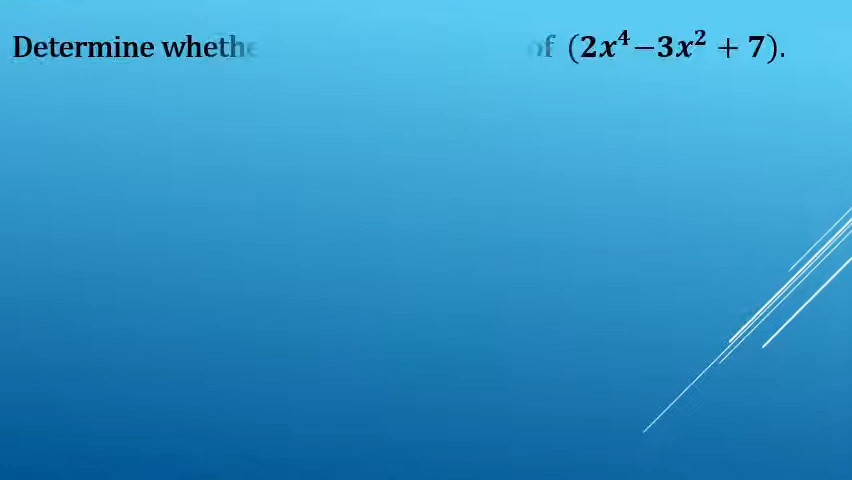 Determine whethe of (2x⁴−3x² + 7).